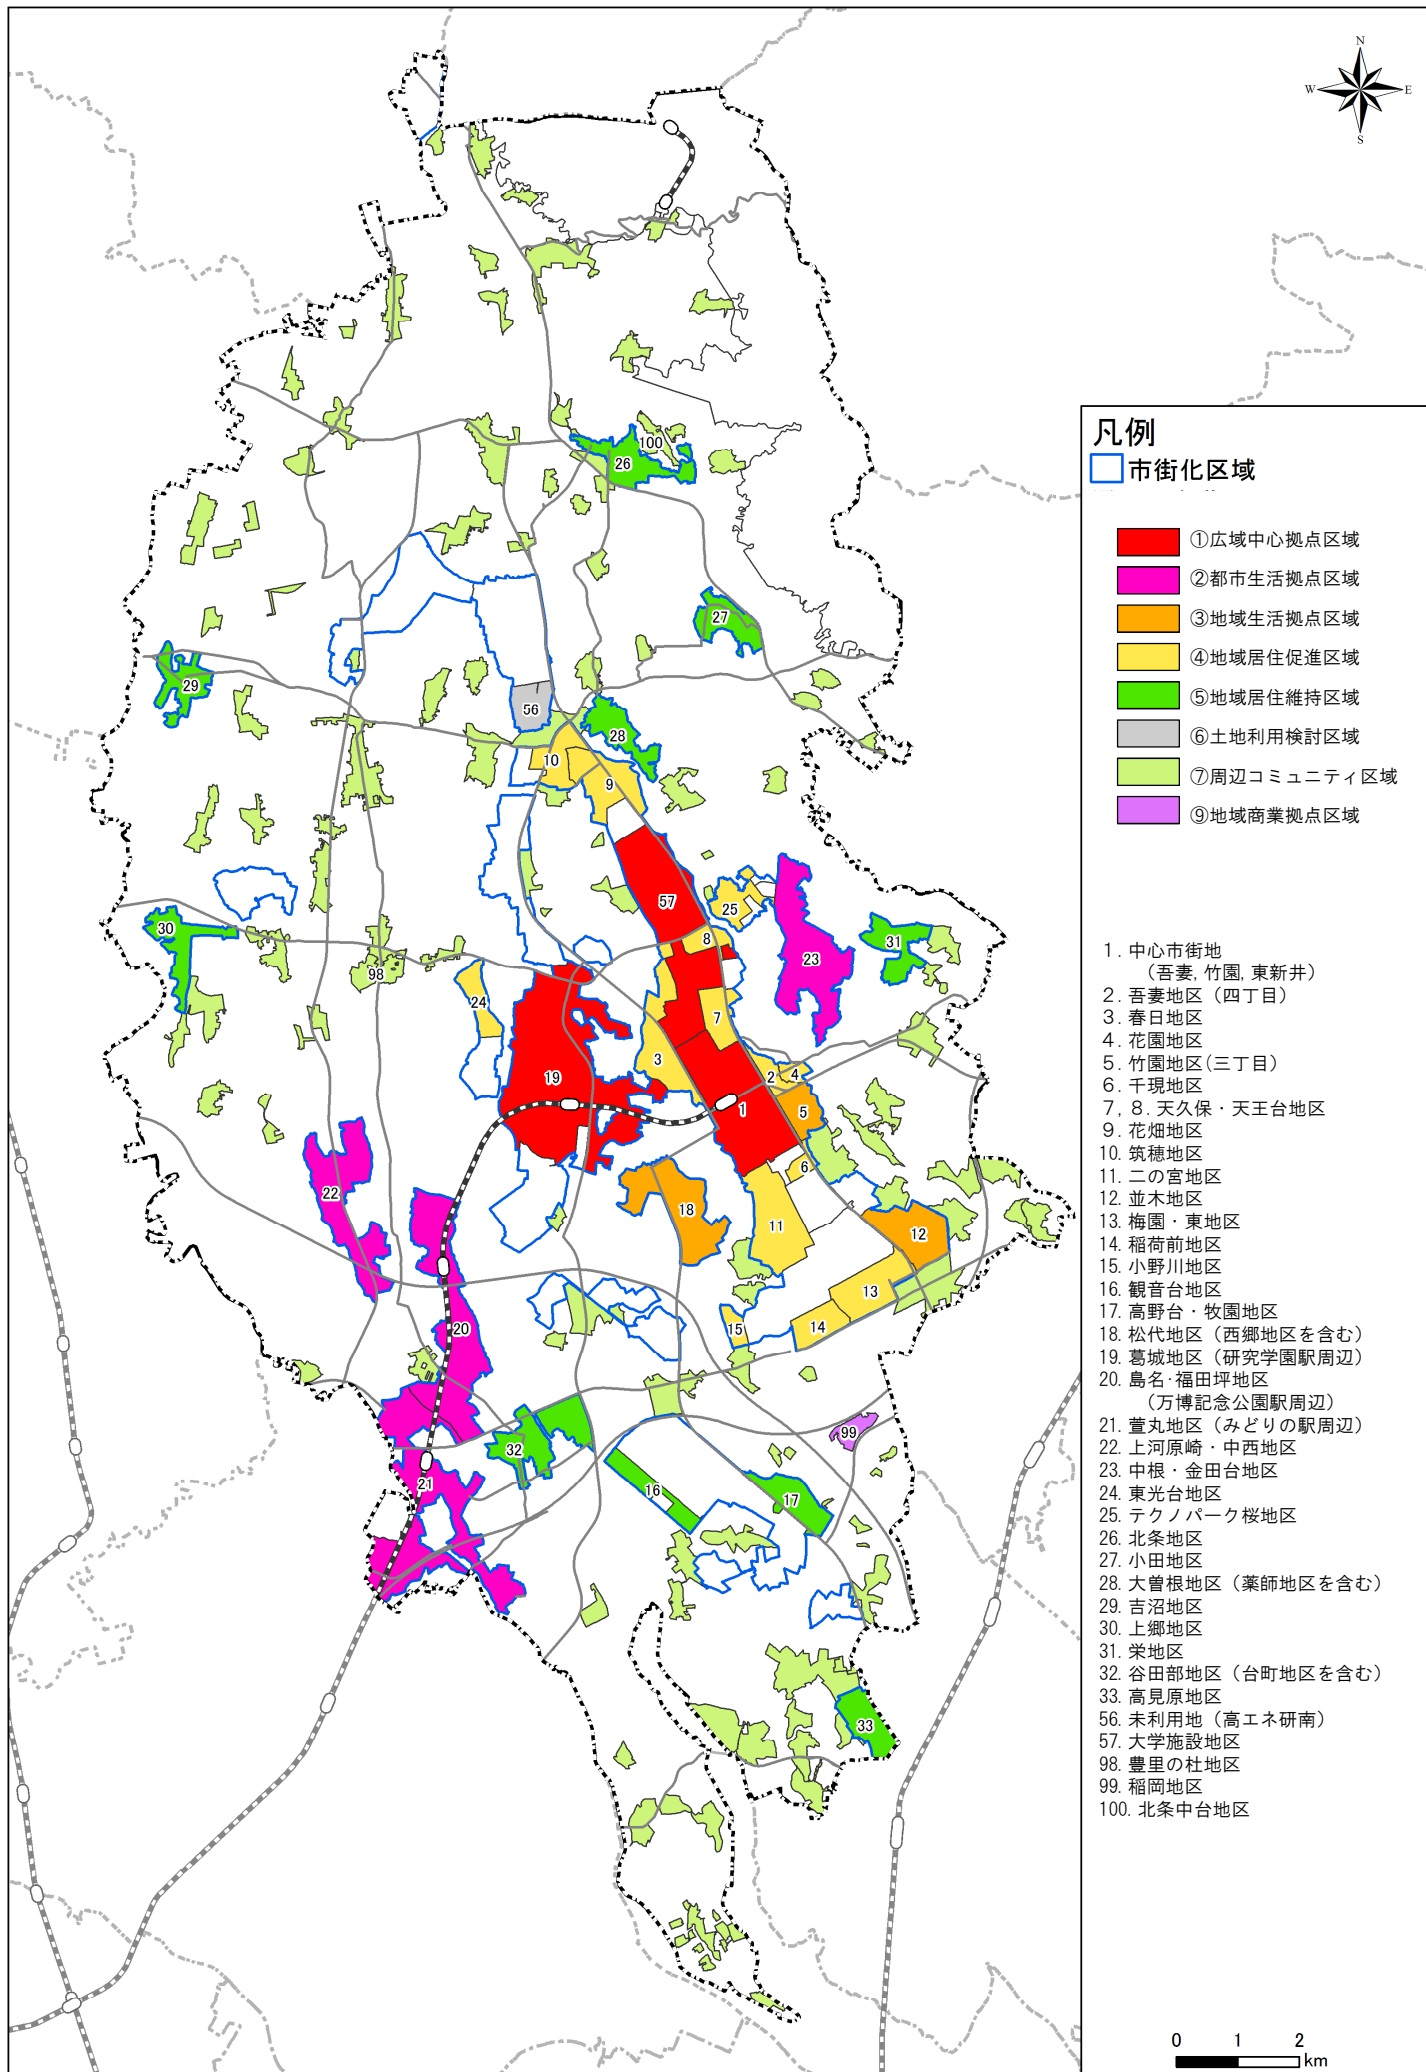 N
W
E
S
凡例
市街化区域
①広域中心拠点区域
②都市生活拠点区域
③地域生活拠点区域
④地域居住促進区域
⑤地域居住維持区域
⑥土地利用検討区域
⑦周辺コミュニティ区域
⑨地域商業拠点区域
1. 中心市街地
（吾妻, 竹園, 東新井）
2. 吾妻地区（四丁目）
3. 春日地区
4. 花園地区
5. 竹園地区(三丁目）
6. 千現地区
7, 8. 天久保・天王台地区
9. 花畑地区
10. 筑穂地区
11. 二の宮地区
12. 並木地区
13. 梅園・東地区
14. 稲荷前地区
15. 小野川地区
16. 観音台地区
17. 高野台・牧園地区
18. 松代地区（西郷地区を含む）
19. 葛城地区（研究学園駅周辺）
20. 島名・福田坪地区
（万博記念公園駅周辺）
21. 萱丸地区（みどりの駅周辺）
22. 上河原崎・中西地区
23. 中根・金田台地区
24. 東光台地区
25. テクノパーク桜地区
26. 北条地区
27. 小田地区
28. 大曽根地区（薬師地区を含む）
29. 吉沼地区
30. 上郷地区
31. 栄地区
32. 谷田部地区（台町地区を含む）
33. 高見原地区
56. 未利用地（高エネ研南）
57. 大学施設地区
98. 豊里の杜地区
99. 稲岡地区
100. 北条中台地区
0 1 2
km
100
26
27
29
56
28
10
9
57
25
8
30
31
23
98
24
7
3
19
2
4
1
5
6
22
18
11
12
13
20
15
14
99
32
21
16
17
33